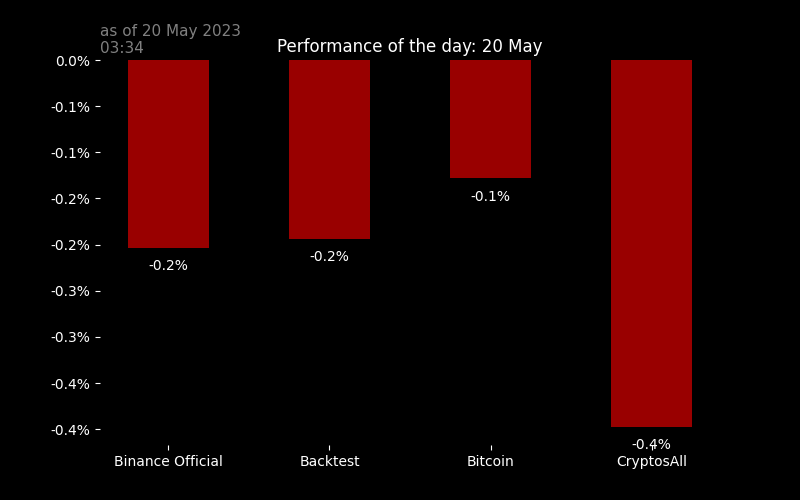 as of 20 May 2023
03:34
Performance of the day: 20 May
0.0%
-0.1%
-0.1%
-0.2%
-0.2%
-0.3%
-0.3%
-0.4%
-0.4%
-0.2%
-0.2%
-0.1%
-0.4%
Binance Official
Backtest
Bitcoin
CryptosAll